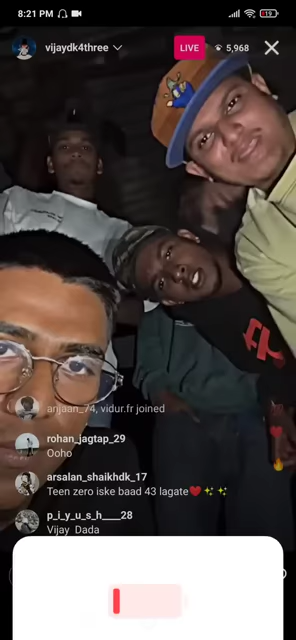 8:21 PM
19
vijaydk4three
LIVE
5,968
anjaan_74, vidur.fr joined
rohan_jagtap_29
Ooho
arsalan_shaikhdk_17
Teen zero iske baad 43 lagate❤️✨✨
p_i_y_u_s_h___28
Vijay Dada